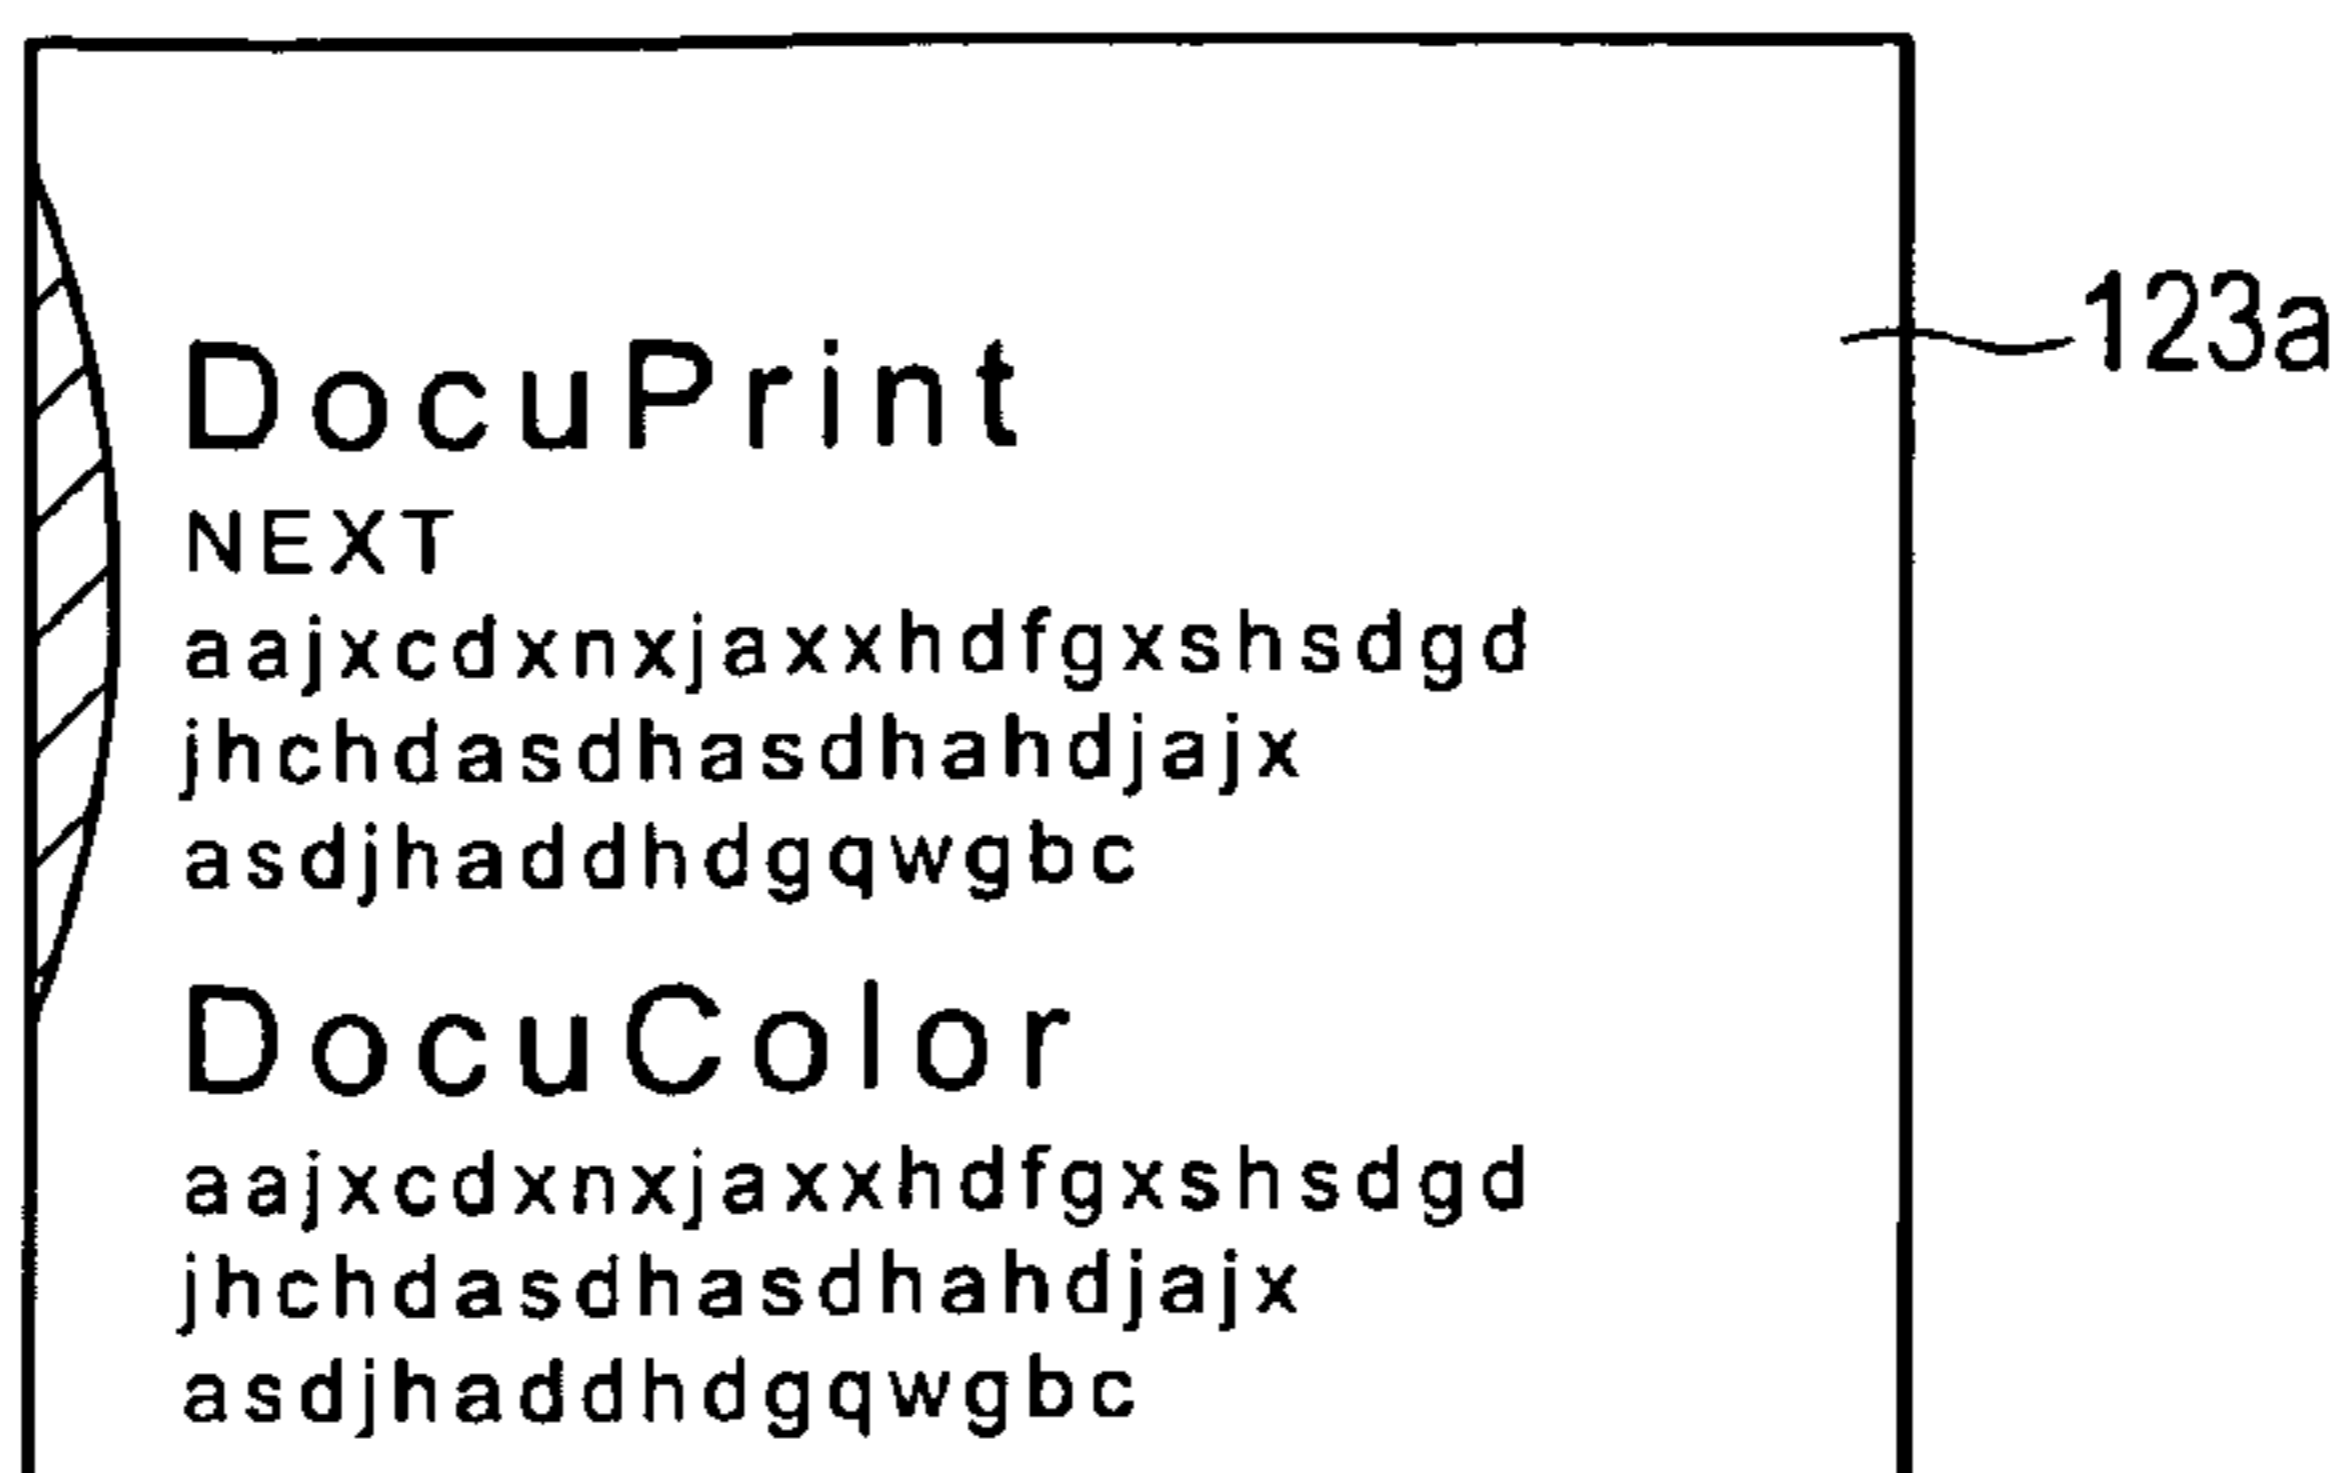 DocuPrint
123a
NEXT
aajxcdxnxjaxxhdfgxshsdgd
jhchdasdhasdhahdjajx
asdjhaddhdgqwgbc
DocuColor
aajxcdxnxjaxxhdfgxshsdgd
jhchdasdhasdhahdjajx
asdjhaddhdgqwgbc